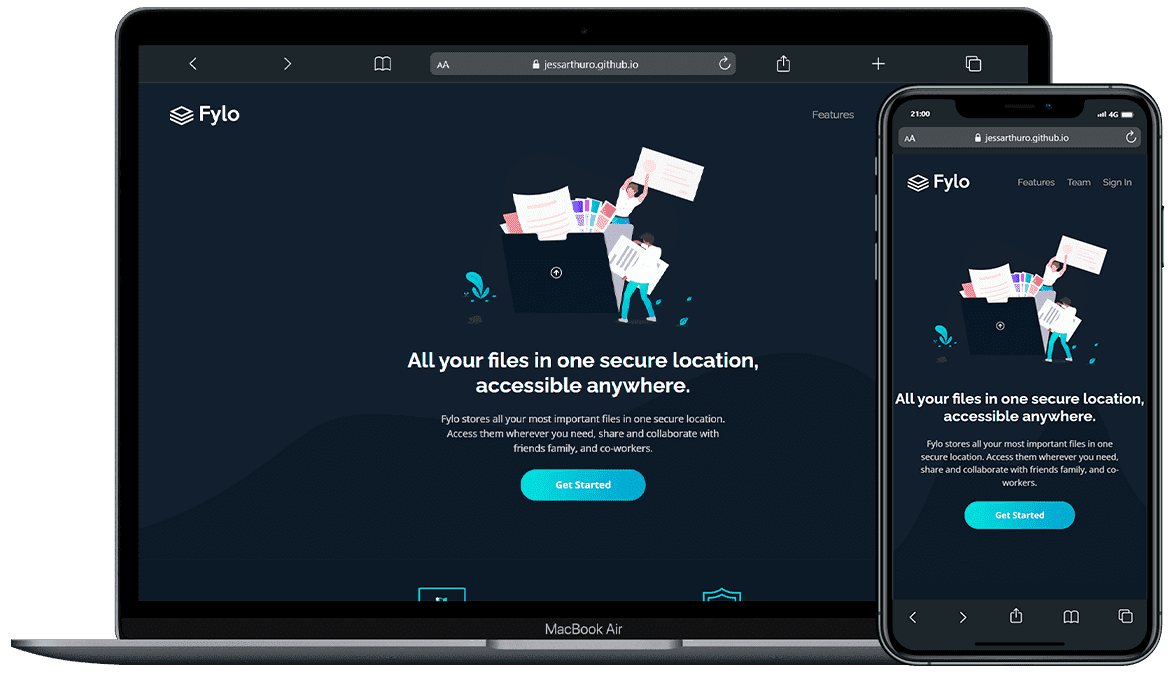 AA jessarthuro.github.io
Fylo
Features
All your files in one secure location,
accessible anywhere.
Fylo stores all your most important files in one secure location.
Access them wherever you need, share and collaborate with
friends family, and co-workers.
Get Started
MacBook Air
21:00 4G
AA jessarthuro.github.io
Fylo Features Team Sign In
All your files in one secure location,
accessible anywhere.
Fylo stores all your most important files in one
secure location. Access them wherever you need,
share and collaborate with friends family, and co-
workers.
Get Started